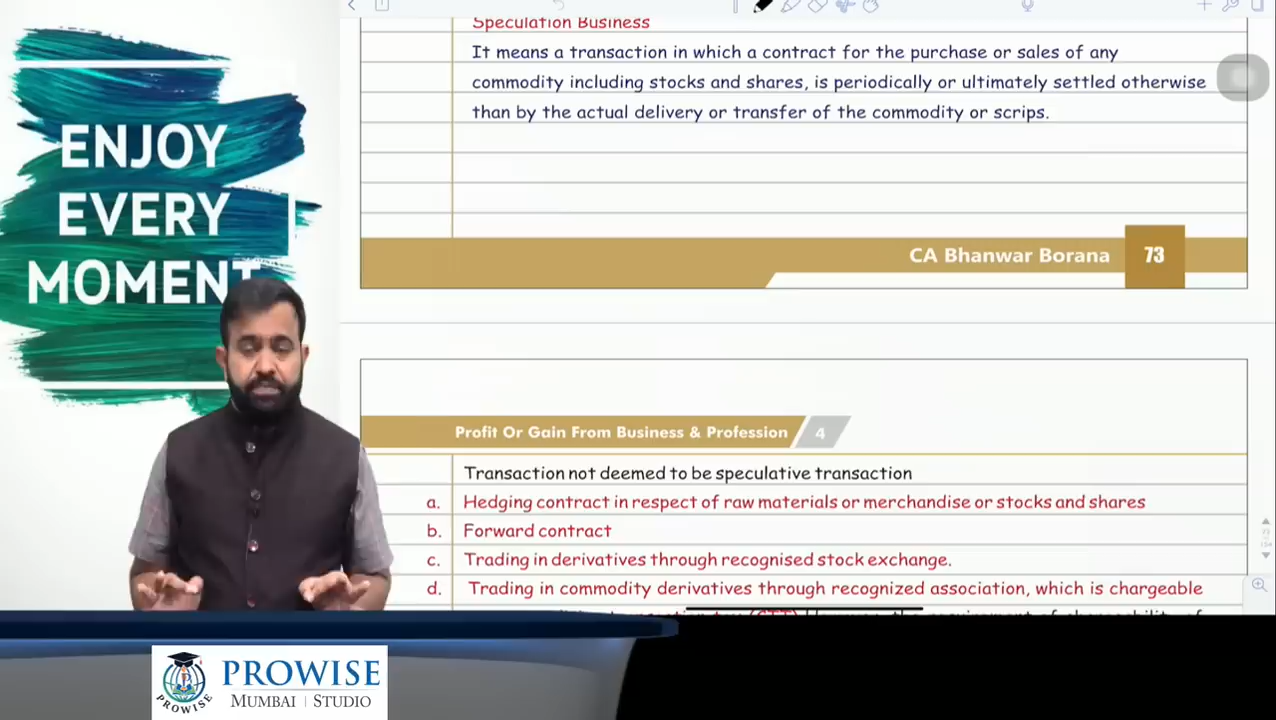 ENJOY
EVERY
MOMENT
Speculation Business
It means a transaction in which a contract for the purchase or sales of any
commodity including stocks and shares, is periodically or ultimately settled otherwise
than by the actual delivery or transfer of the commodity or scrips.
CA Bhanwar Borana 73
Profit Or Gain From Business & Profession 4
Transaction not deemed to be speculative transaction
a. Hedging contract in respect of raw materials or merchandise or stocks and shares
b. Forward contract
c. Trading in derivatives through recognised stock exchange.
d. Trading in commodity derivatives through recognized association, which is chargeable
PROWISE
PROWISE
MUMBAI | STUDIO